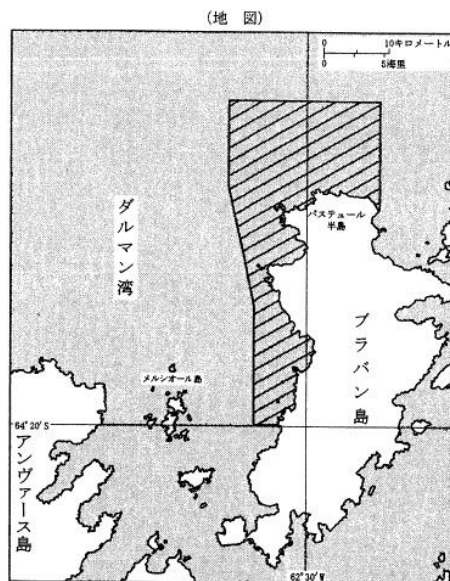 (地 図)
0 10キロメートル
0 5海里
ダルマン湾
パステュール
半島
ブラバン島
メルシオール島
64° 20' S
アンヴァース島
62° 30' W